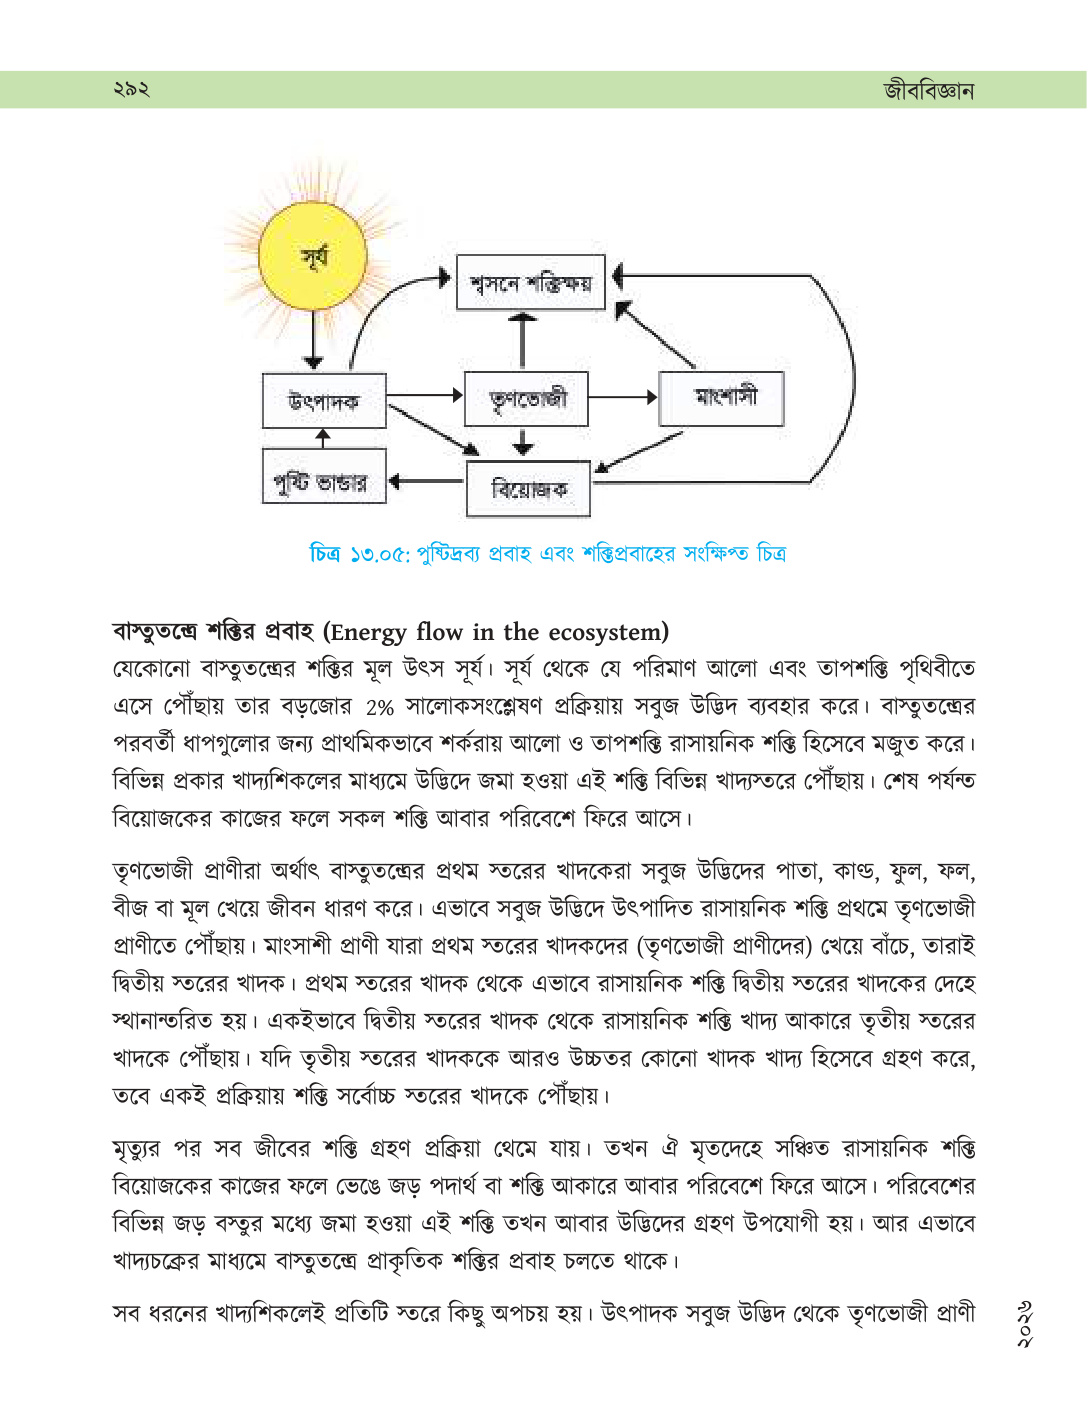 ২৯২
জীববিজ্ঞান
সূর্য
শ্বসনে শক্তিক্ষয়
উৎপাদক
তৃণভোজী
মাংশাসী
পুষ্টি ভান্ডার
বিয়োজক
চিত্র ১৩.০৫: পুষ্টিদ্রব্য প্রবাহ এবং শক্তিপ্রবাহের সংক্ষিপ্ত চিত্র
বাস্তুতন্ত্রে শক্তির প্রবাহ (Energy flow in the ecosystem)
যেকোনো বাস্তুতন্ত্রের শক্তির মূল উৎস সূর্য। সূর্য থেকে যে পরিমাণ আলো এবং তাপশক্তি পৃথিবীতে
এসে পৌঁছায় তার বড়জোর 2% সালোকসংশ্লেষণ প্রক্রিয়ায় সবুজ উদ্ভিদ ব্যবহার করে। বাস্তুতন্ত্রের
পরবর্তী ধাপগুলোর জন্য প্রাথমিকভাবে শর্করায় আলো ও তাপশক্তি রাসায়নিক শক্তি হিসেবে মজুত করে।
বিভিন্ন প্রকার খাদ্যশিকলের মাধ্যমে উদ্ভিদে জমা হওয়া এই শক্তি বিভিন্ন খাদ্যস্তরে পৌঁছায়। শেষ পর্যন্ত
বিয়োজকের কাজের ফলে সকল শক্তি আবার পরিবেশে ফিরে আসে।
তৃণভোজী প্রাণীরা অর্থাৎ বাস্তুতন্ত্রের প্রথম স্তরের খাদকেরা সবুজ উদ্ভিদের পাতা, কাণ্ড, ফুল, ফল,
বীজ বা মূল খেয়ে জীবন ধারণ করে। এভাবে সবুজ উদ্ভিদে উৎপাদিত রাসায়নিক শক্তি প্রথমে তৃণভোজী
প্রাণীতে পৌঁছায়। মাংসাশী প্রাণী যারা প্রথম স্তরের খাদকদের (তৃণভোজী প্রাণীদের) খেয়ে বাঁচে, তারাই
দ্বিতীয় স্তরের খাদক। প্রথম স্তরের খাদক থেকে এভাবে রাসায়নিক শক্তি দ্বিতীয় স্তরের খাদকের দেহে
স্থানান্তরিত হয়। একইভাবে দ্বিতীয় স্তরের খাদক থেকে রাসায়নিক শক্তি খাদ্য আকারে তৃতীয় স্তরের
খাদকে পৌঁছায়। যদি তৃতীয় স্তরের খাদককে আরও উচ্চতর কোনো খাদক খাদ্য হিসেবে গ্রহণ করে,
তবে একই প্রক্রিয়ায় শক্তি সর্বোচ্চ স্তরের খাদকে পৌঁছায়।
মৃত্যুর পর সব জীবের শক্তি গ্রহণ প্রক্রিয়া থেমে যায়। তখন ঐ মৃতদেহে সঞ্চিত রাসায়নিক শক্তি
বিয়োজকের কাজের ফলে ভেঙে জড় পদার্থ বা শক্তি আকারে আবার পরিবেশে ফিরে আসে। পরিবেশের
বিভিন্ন জড় বস্তুর মধ্যে জমা হওয়া এই শক্তি তখন আবার উদ্ভিদের গ্রহণ উপযোগী হয়। আর এভাবে
খাদ্যচক্রের মাধ্যমে বাস্তুতন্ত্রে প্রাকৃতিক শক্তির প্রবাহ চলতে থাকে।
সব ধরনের খাদ্যশিকলেই প্রতিটি স্তরে কিছু অপচয় হয়। উৎপাদক সবুজ উদ্ভিদ থেকে তৃণভোজী প্রাণী
২০২৬